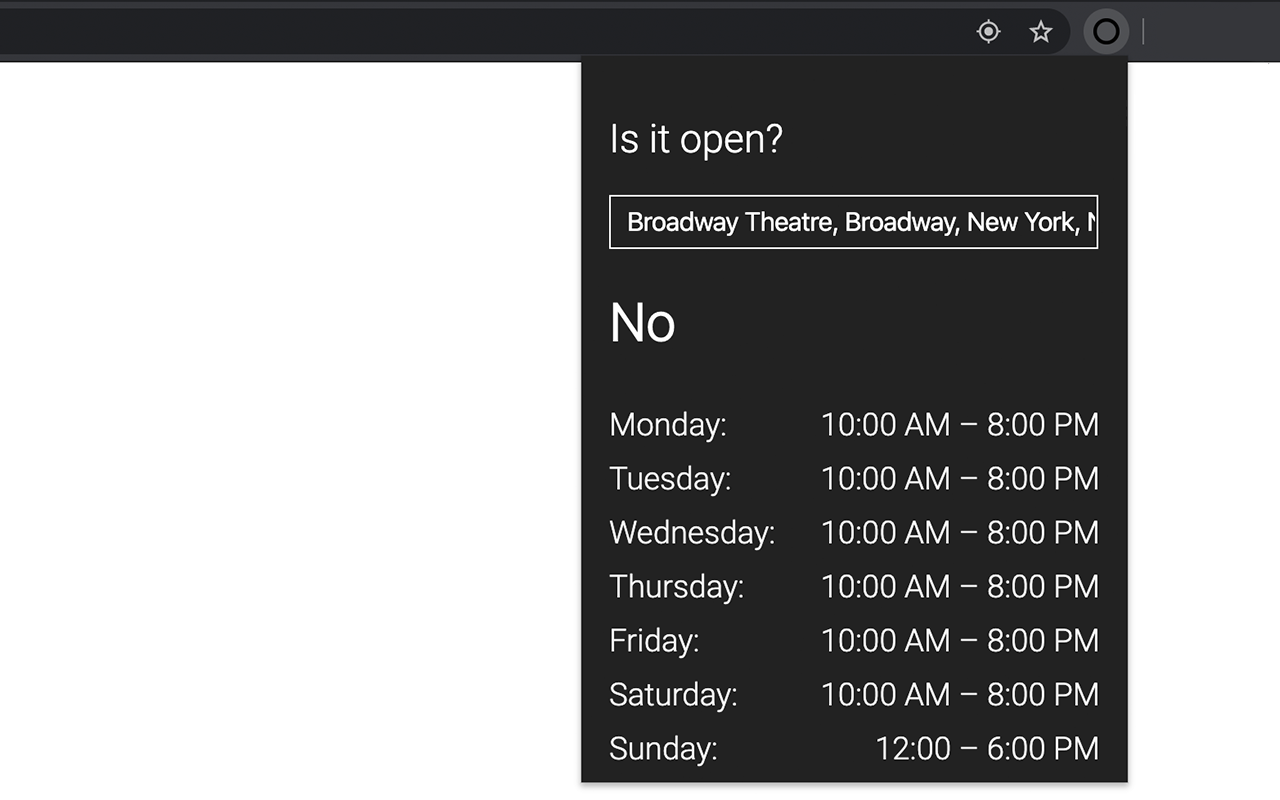 Is it open?
Broadway Theatre, Broadway, New York,
No
Monday: 10:00 AM – 8:00 PM
Tuesday: 10:00 AM – 8:00 PM
Wednesday: 10:00 AM – 8:00 PM
Thursday: 10:00 AM – 8:00 PM
Friday: 10:00 AM – 8:00 PM
Saturday: 10:00 AM – 8:00 PM
Sunday: 12:00 – 6:00 PM